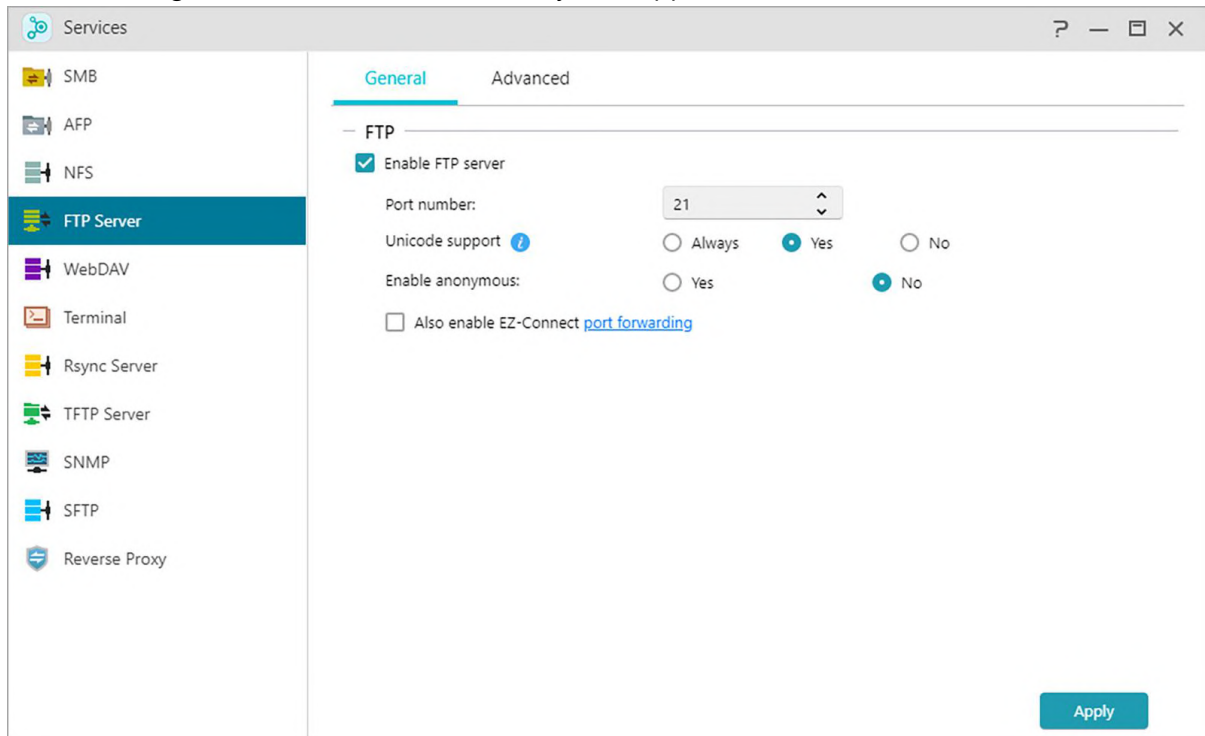 Services
SMB
AFP
NFS
FTP Server
WebDAV
Terminal
Rsync Server
TFTP Server
SNMP
SFTP
Reverse Proxy
General Advanced
FTP
Enable FTP server
Port number: 21
Unicode support Always Yes No
Enable anonymous: Yes No
Also enable EZ-Connect port forwarding
Apply